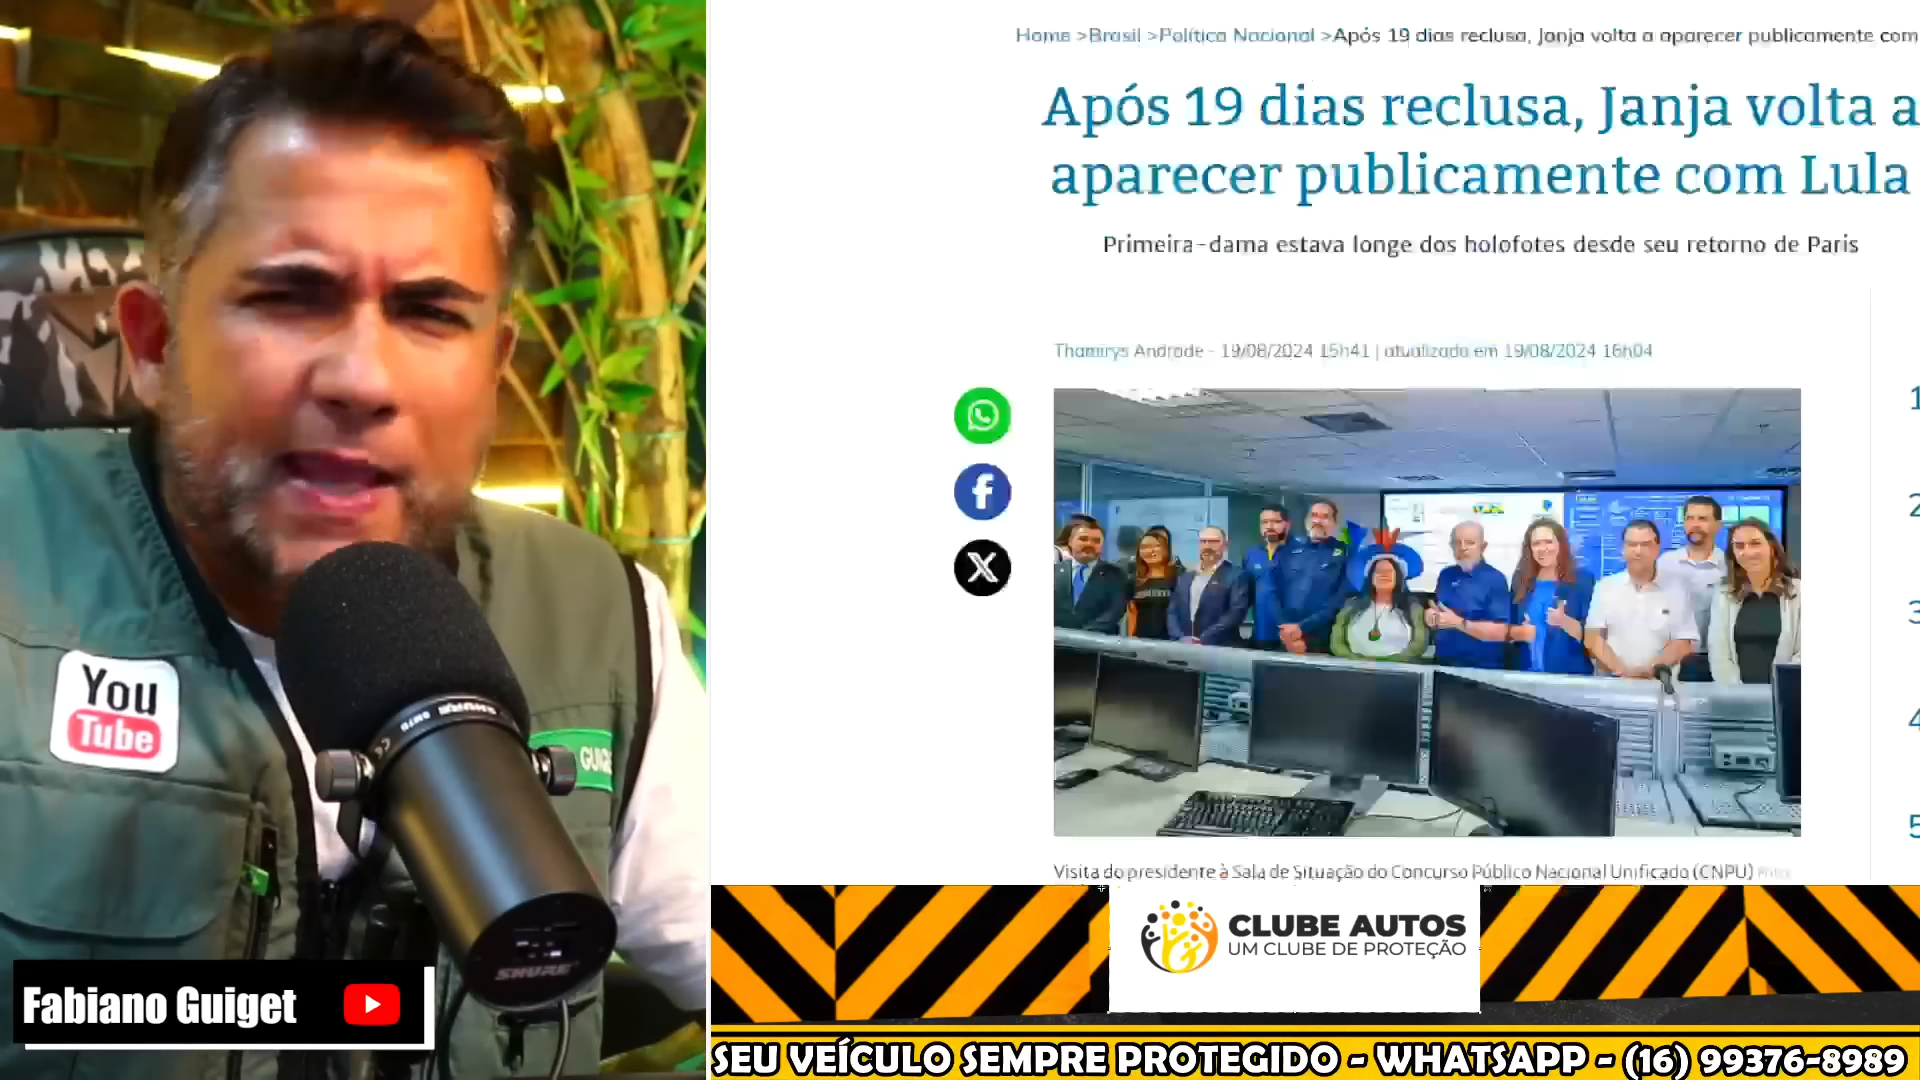 Home >Brasil >Política Nacional >Após 19 dias reclusa, Janja volta a aparecer publicamente com
Após 19 dias reclusa, Janja volta a
aparecer publicamente com Lula
Primeira-dama estava longe dos holofotes desde seu retorno de Paris
Thamirys Andrade - 19/08/2024 15h41 | atualizado em 19/08/2024 16h04
Visita do presidente à Sala de Situação do Concurso Público Nacional Unificado (CNPU)
You
Tube
SHURE
Fabiano Guiget
CLUBE AUTOS
UM CLUBE DE PROTEÇÃO
SEU VEÍCULO SEMPRE PROTEGIDO - WHATSAPP - (16) 99376-8989